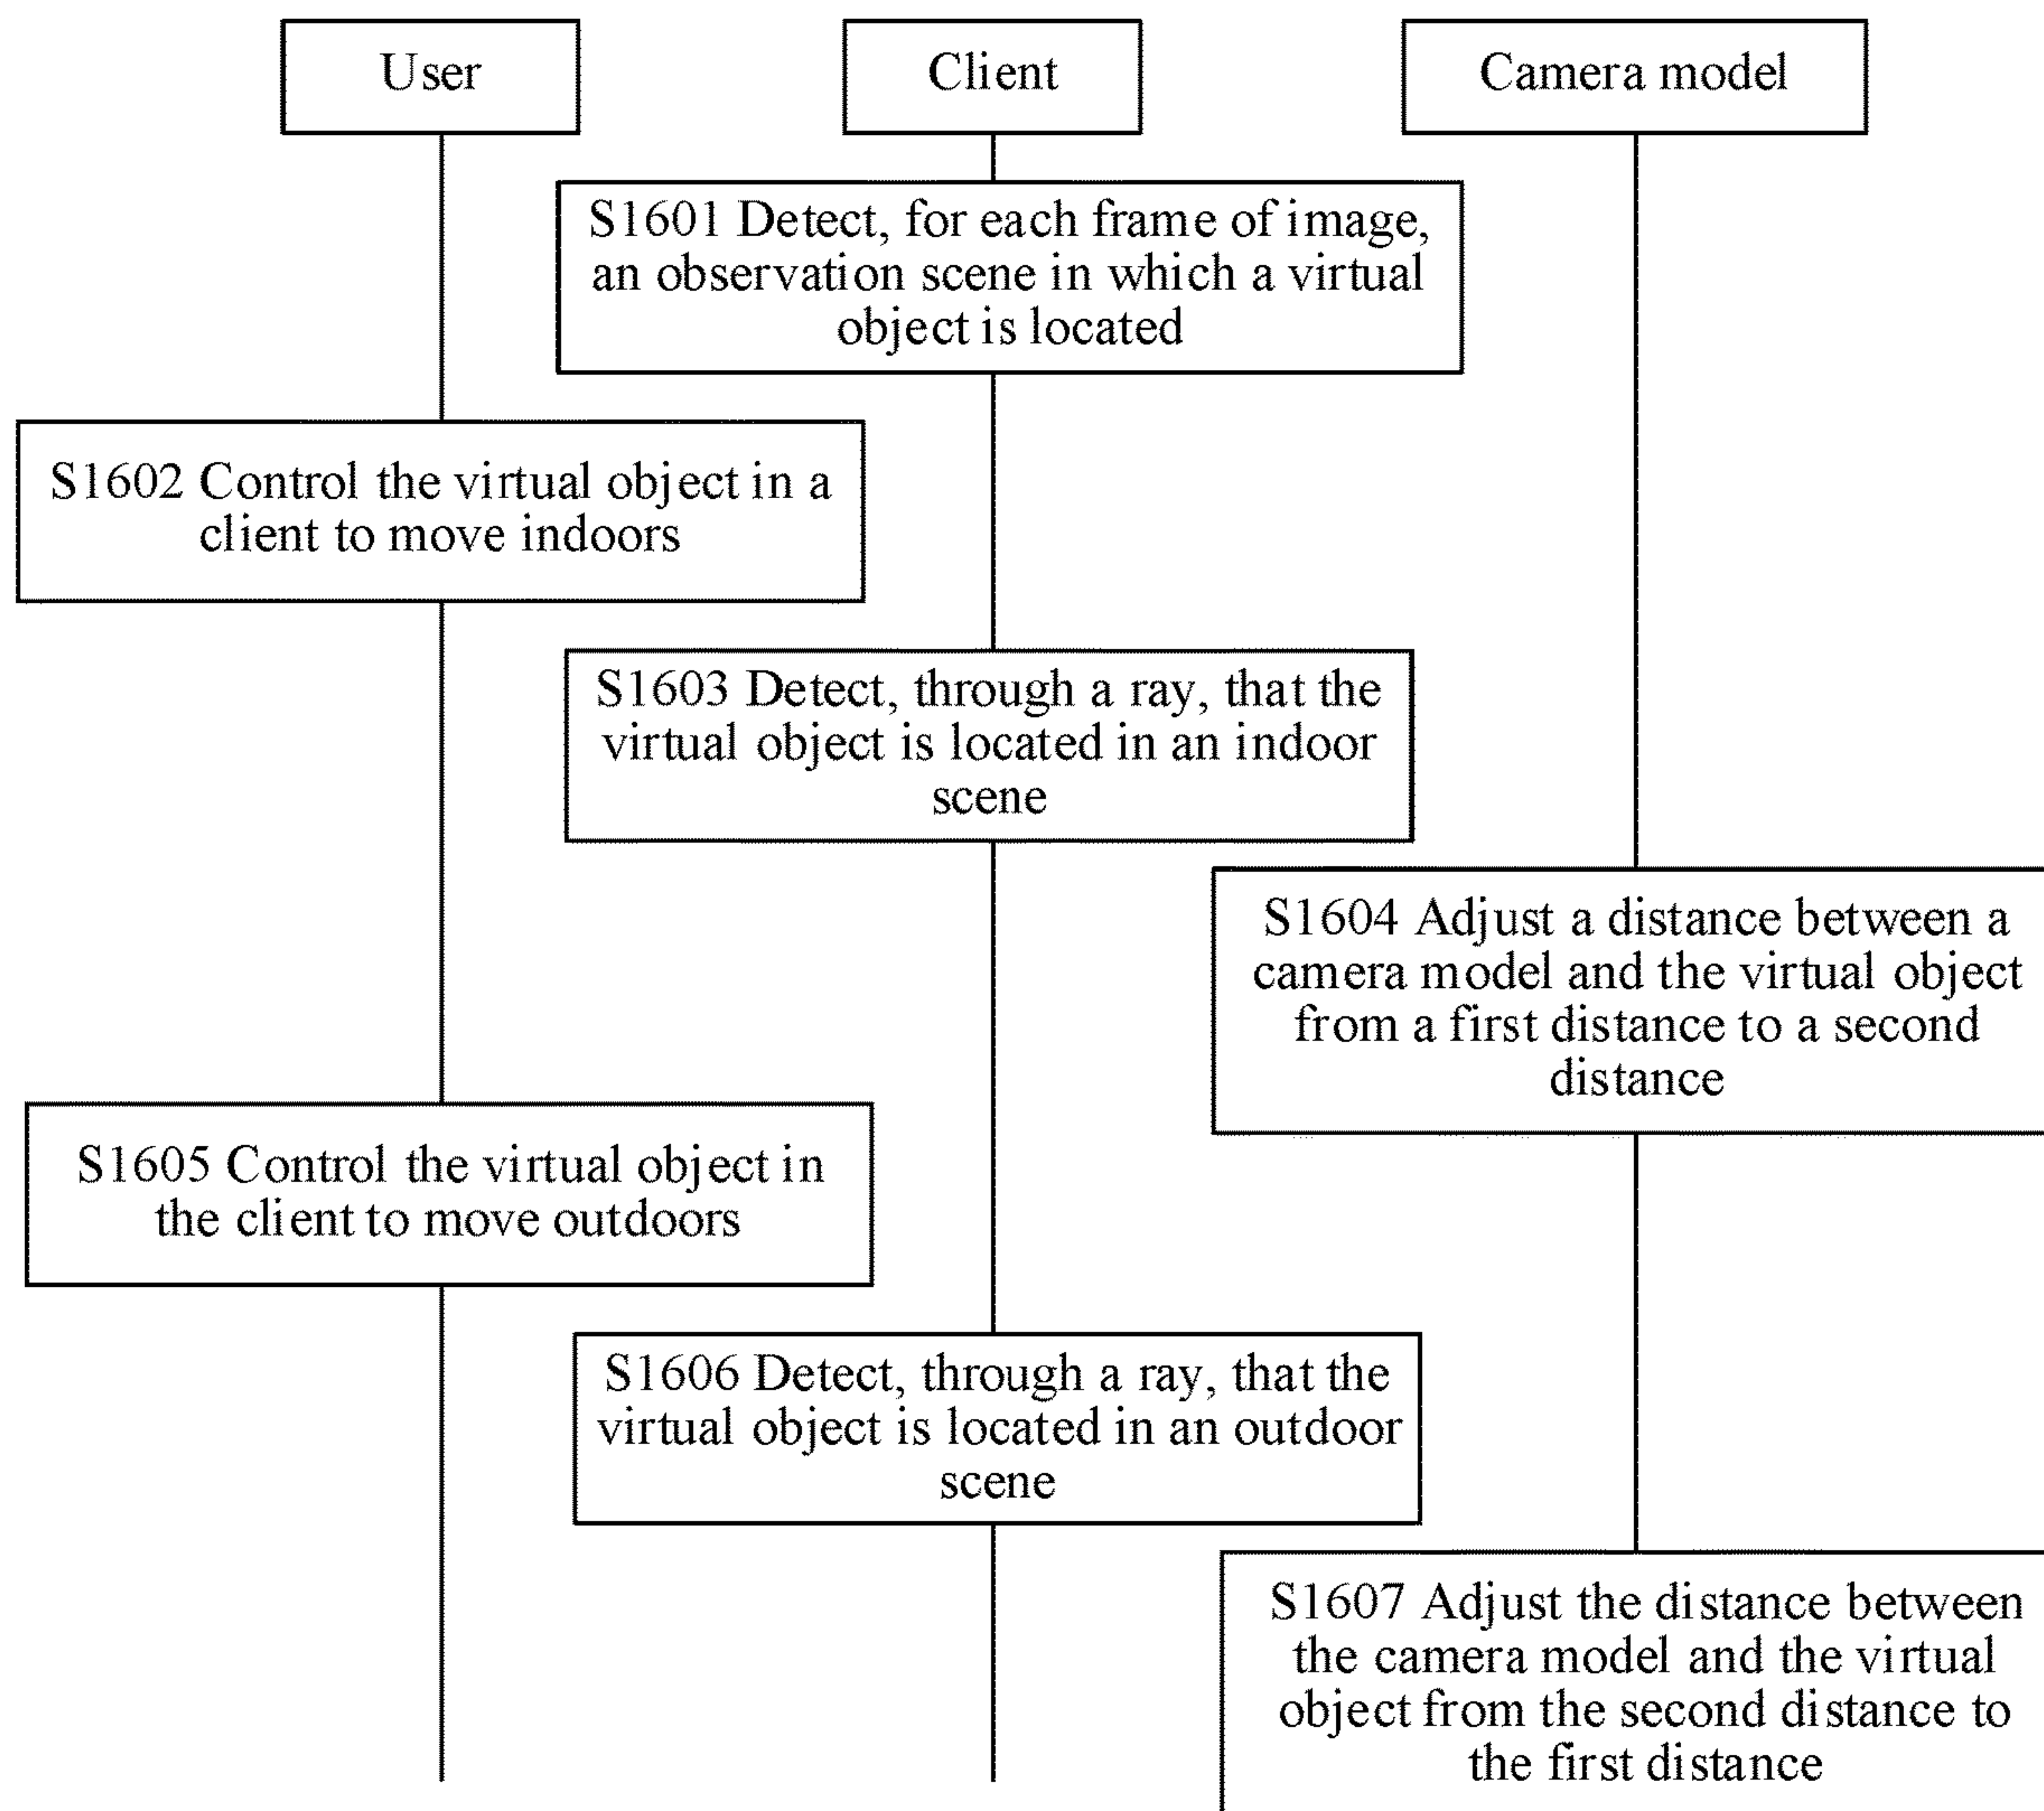 User
Client
Camera model
S1601 Detect, for each frame of image,
an observation scene in which a virtual
object is located
S1602 Control the virtual object in a
client to move indoors
S1603 Detect, through a ray, that the
virtual object is located in an indoor
scene
S1604 Adjust a distance between a
camera model and the virtual object
from a first distance to a second
distance
S1605 Control the virtual object in
the client to move outdoors
S1606 Detect, through a ray, that the
virtual object is located in an outdoor
scene
S1607 Adjust the distance between
the camera model and the virtual
object from the second distance to
the first distance